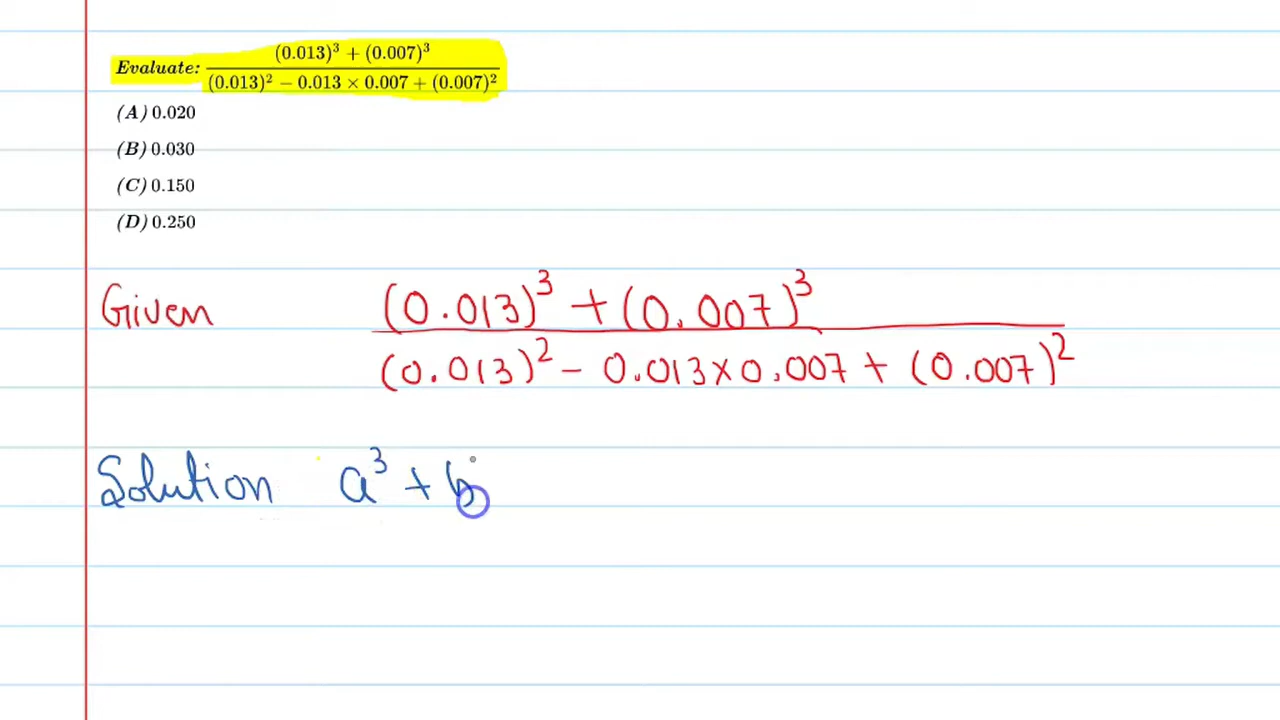 Evaluate: (0.013)³ + (0.007)³ / (0.013)² − 0.013 × 0.007 + (0.007)²
(A) 0.020
(B) 0.030
(C) 0.150
(D) 0.250
Given (0.013)³ + (0.007)³ / (0.013)² − 0.013 × 0.007 + (0.007)²
Solution a³ + b